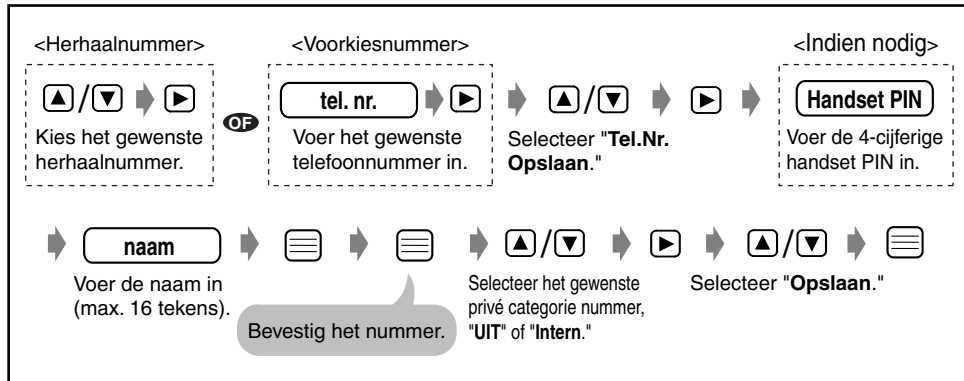 <Herhaalnummer>
<Voorkiesnummer>
<Indien nodig>
/
OF
tel. nr.
/
Handset PIN
Kies het gewenste
herhaalnummer.
Voer het gewenste
telefoonnummer in.
Selecteer "Tel.Nr.
Opslaan."
Voer de 4-cijferige
handset PIN in.
naam
/
/
Voer de naam in
(max. 16 tekens).
Bevestig het nummer.
Selecteer het gewenste
privé categorie nummer,
"UIT" of "Intern."
Selecteer "Opslaan."